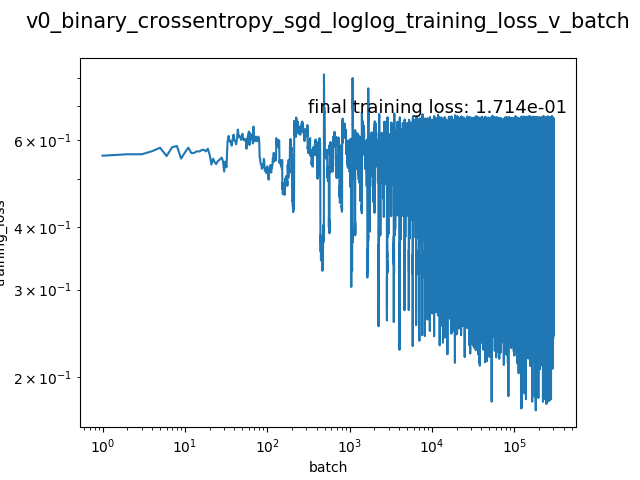 v0_binary_crossentropy_sgd_loglog_training_loss_v_batch
final training loss: 1.714e-01
6 × 10⁻¹
4 × 10⁻¹
3 × 10⁻¹
2 × 10⁻¹
training_loss
10⁰ 10¹ 10² 10³ 10⁴ 10⁵
batch